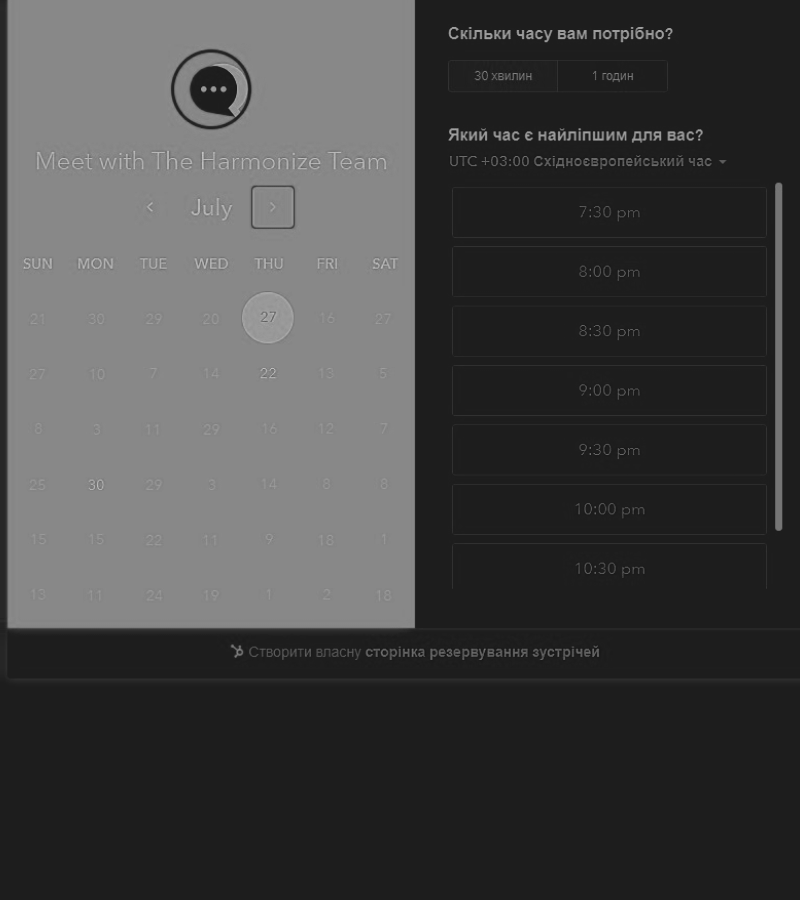 Meet with The Harmonize Team
July
SUN MON TUE WED THU FRI SAT
21 30 29 20 27 16 27
27 10 7 14 22 13 5
8 3 11 29 16 12 7
25 30 29 3 14 8 8
15 15 22 11 9 18 1
13 11 24 19 1 2 18
Скільки часу вам потрібно?
30 хвилин 1 годин
Який час є найліпшим для вас?
UTC +03:00 Східноєвропейський час
7:30 pm
8:00 pm
8:30 pm
9:00 pm
9:30 pm
10:00 pm
10:30 pm
Створити власну сторінка резервування зустрічей